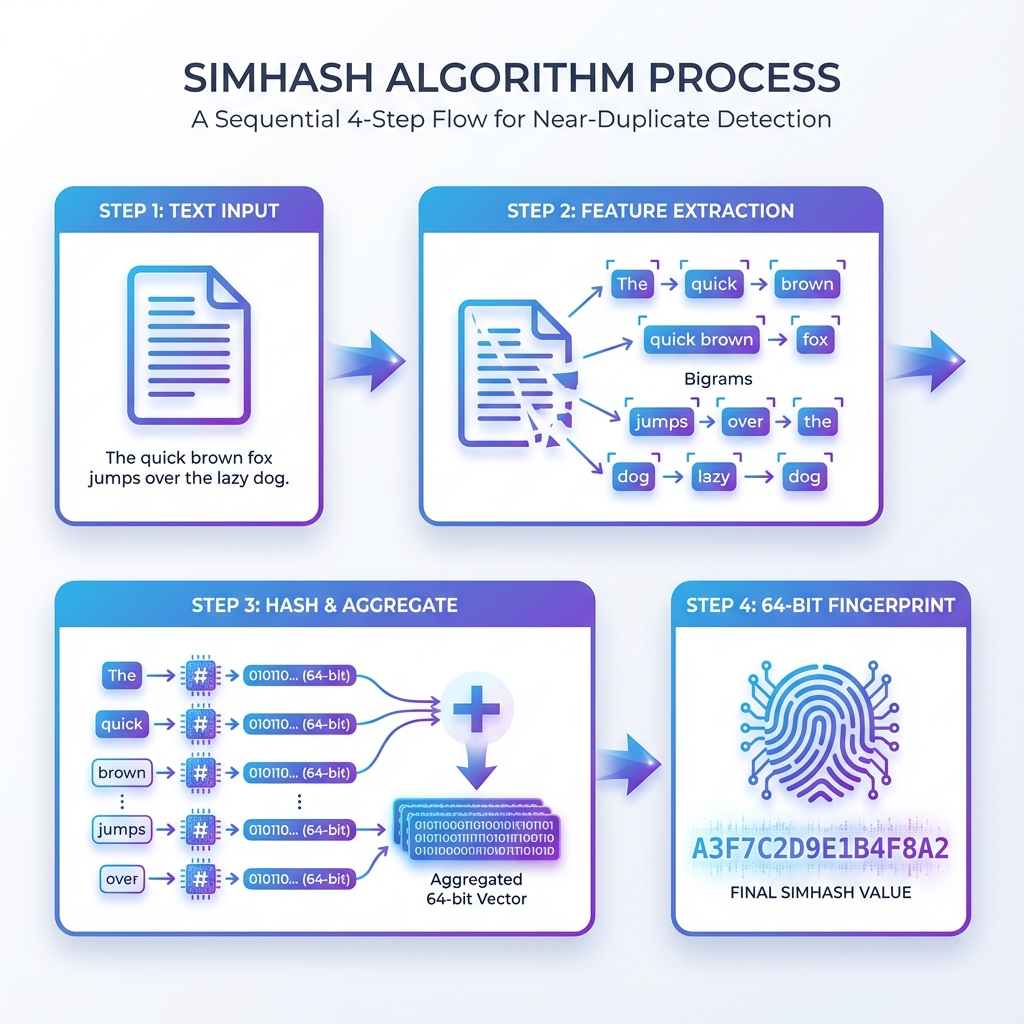 SIMHASH ALGORITHM PROCESS
A Sequential 4-Step Flow for Near-Duplicate Detection
STEP 1: TEXT INPUT
The quick brown fox
jumps over the lazy dog.
STEP 2: FEATURE EXTRACTION
The quick brown
quick brown fox
Bigrams
jumps over the
dog lazy dog
STEP 3: HASH & AGGREGATE
The # 010110... (64-bit)
quick # 010110... (64-bit)
brown # 010110... (64-bit)
jumps # 010110... (64-bit)
over # 010110... (64-bit)
+
Aggregated
64-bit Vector
STEP 4: 64-BIT FINGERPRINT
A3F7C2D9E1B4F8A2
FINAL SIMHASH VALUE